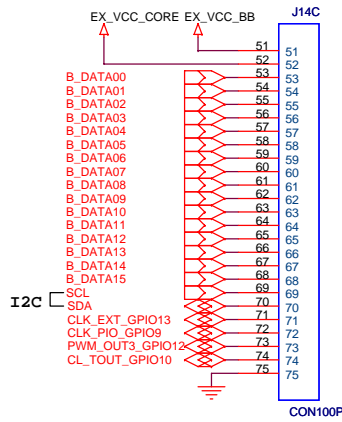 J14C
EX_VCC_CORE EX_VCC_BB
51 51
52 52
B_DATA00 53 53
B_DATA01 54 54
B_DATA02 55 55
B_DATA03 56 56
B_DATA04 57 57
B_DATA05 58 58
B_DATA06 59 59
B_DATA07 60 60
B_DATA08 61 61
B_DATA09 62 62
B_DATA10 63 63
B_DATA11 64 64
B_DATA12 65 65
B_DATA13 66 66
B_DATA14 67 67
B_DATA15 68 68
I2C
SCL 69 69
SDA 70 70
CLK_EXT_GPIO13 71 71
CLK_PIO_GPIO9 72 72
PWM_OUT3_GPIO12 73 73
CL_TOUT_GPIO10 74 74
75 75
CON100P